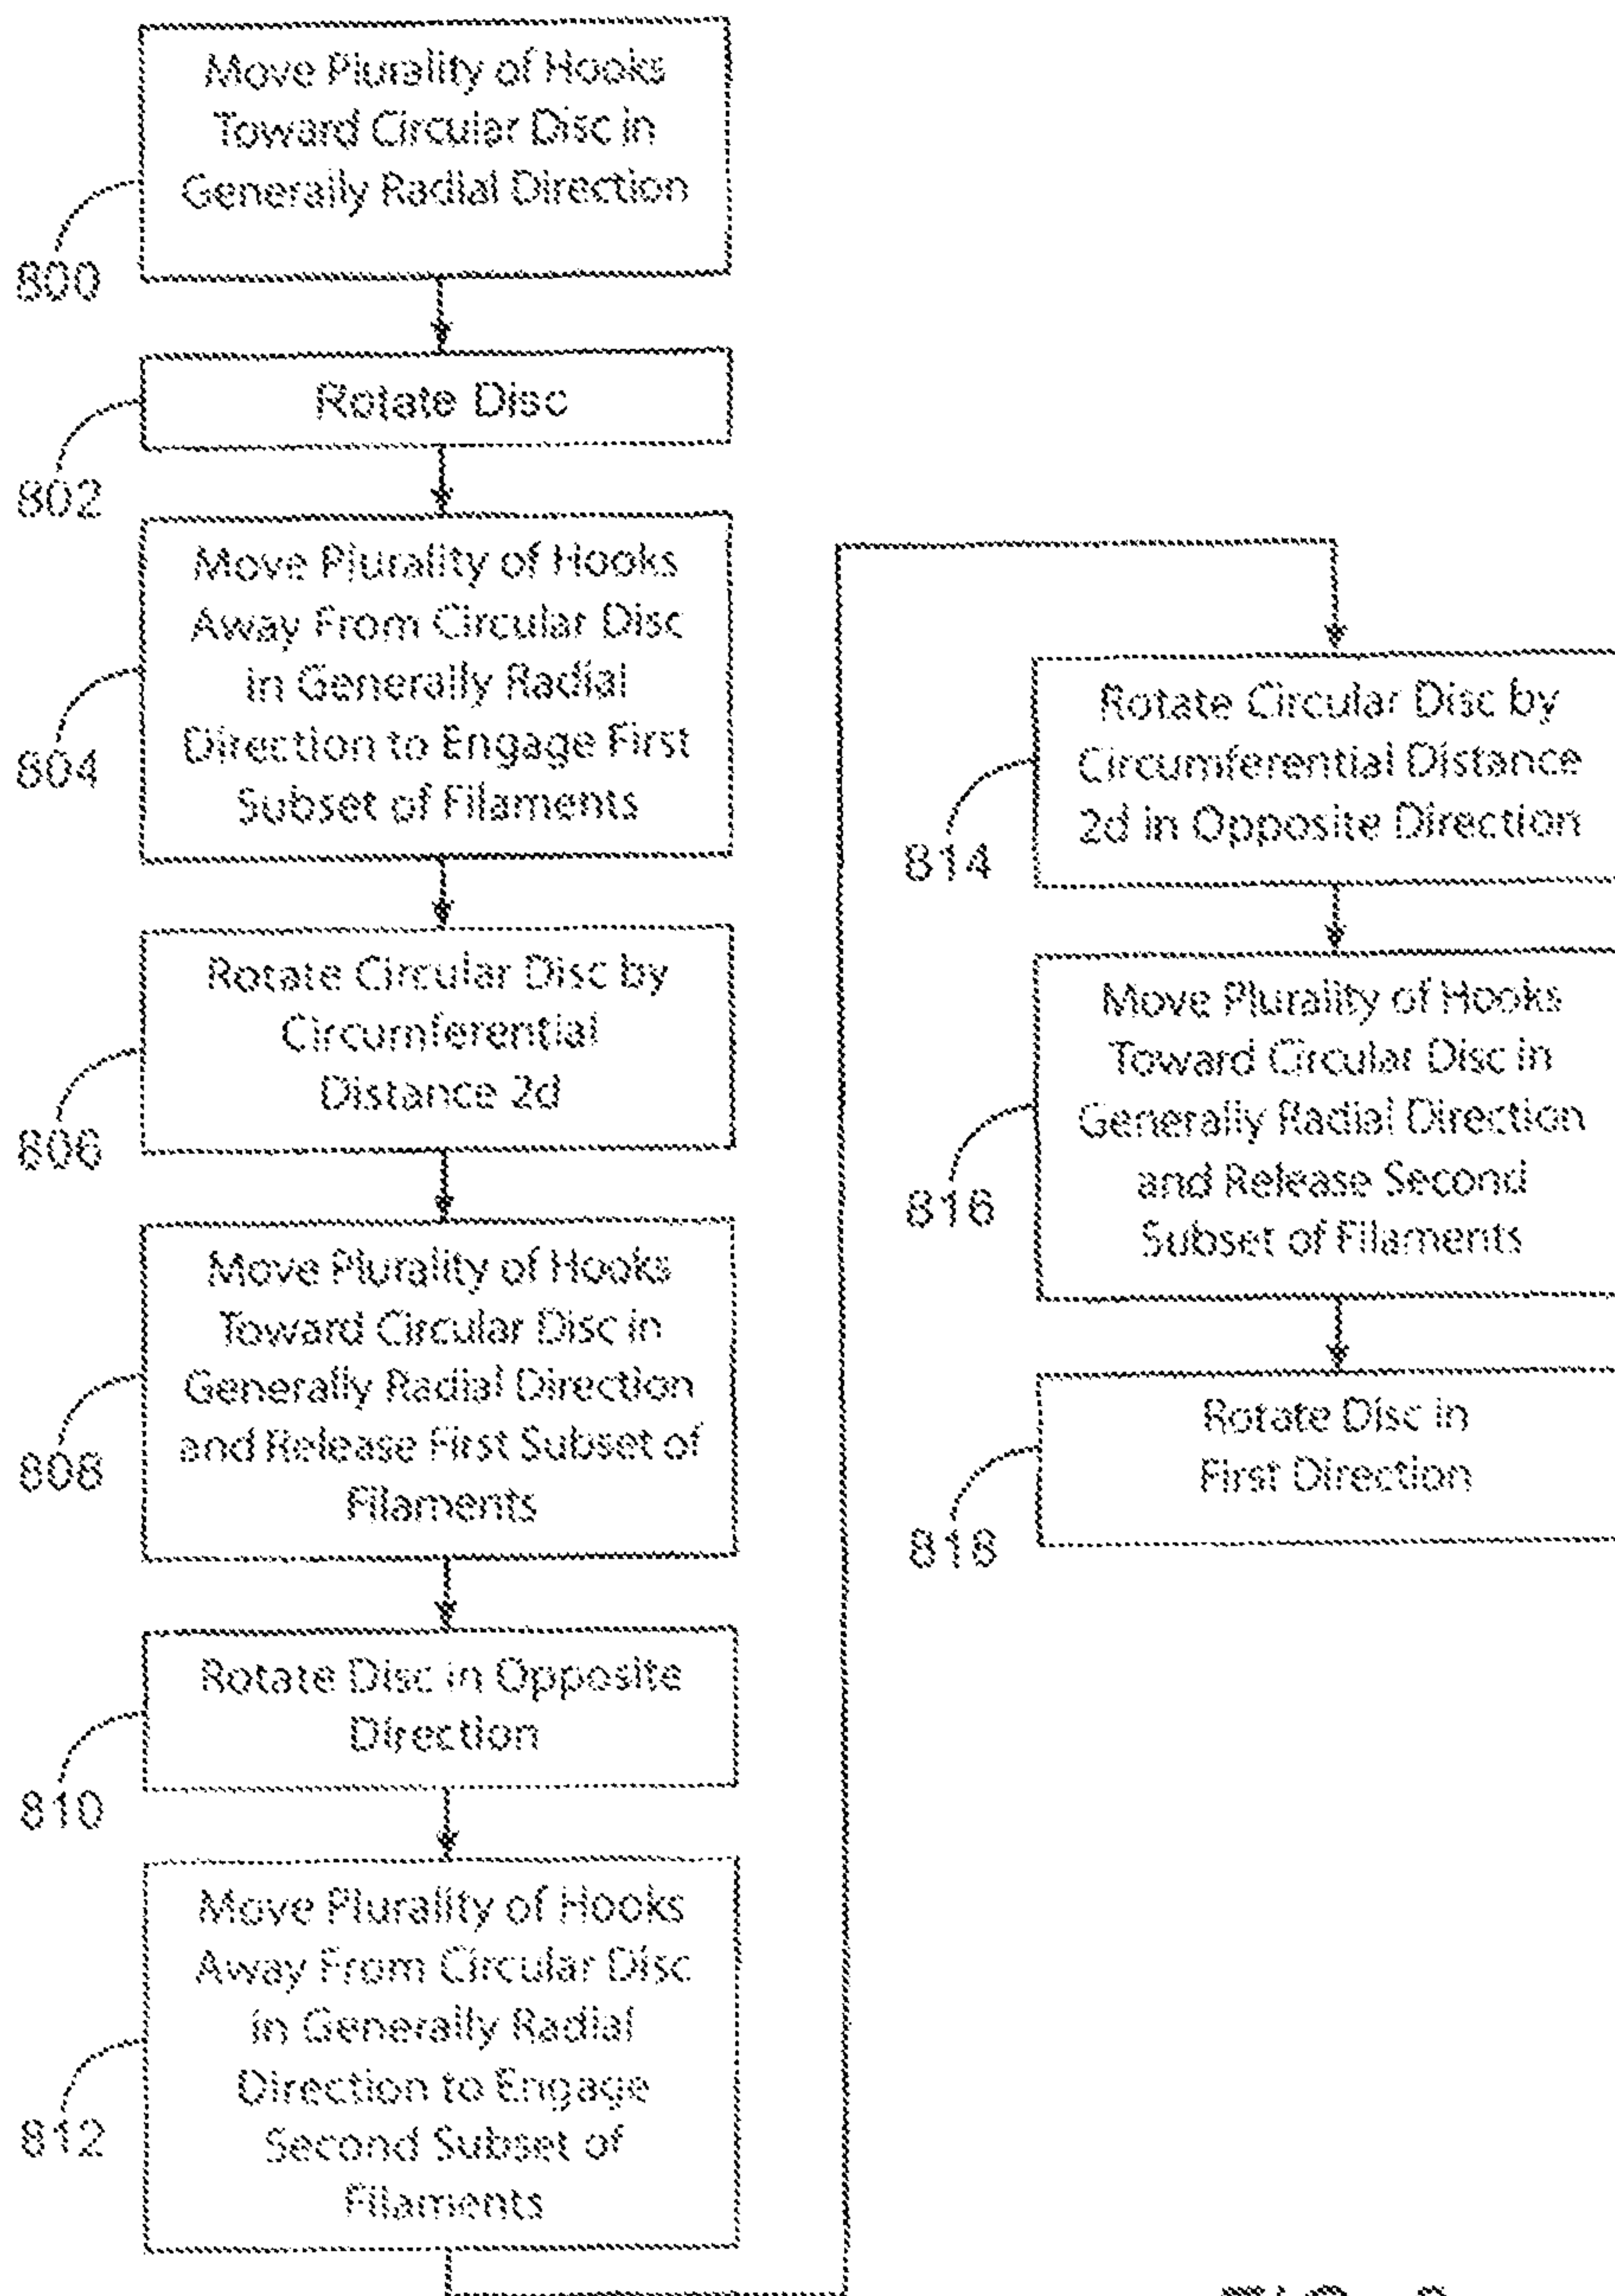 Move Plurality of Hooks
Toward Circular Disc in
Generally Radial Direction
800
Rotate Disc
802
Move Plurality of Hooks
Away From Circular Disc
in Generally Radial
Direction to Engage First
Subset of Filaments
804
Rotate Circular Disc by
Circumferential
Distance 2d
806
Move Plurality of Hooks
Toward Circular Disc in
Generally Radial Direction
and Release First Subset of
Filaments
808
Rotate Disc in Opposite
Direction
810
Move Plurality of Hooks
Away From Circular Disc
in Generally Radial
Direction to Engage
Second Subset of
Filaments
812
Rotate Circular Disc by
Circumferential Distance
2d in Opposite Direction
814
Move Plurality of Hooks
Toward Circular Disc in
Generally Radial Direction
and Release Second
Subset of Filaments
816
Rotate Disc in
First Direction
818